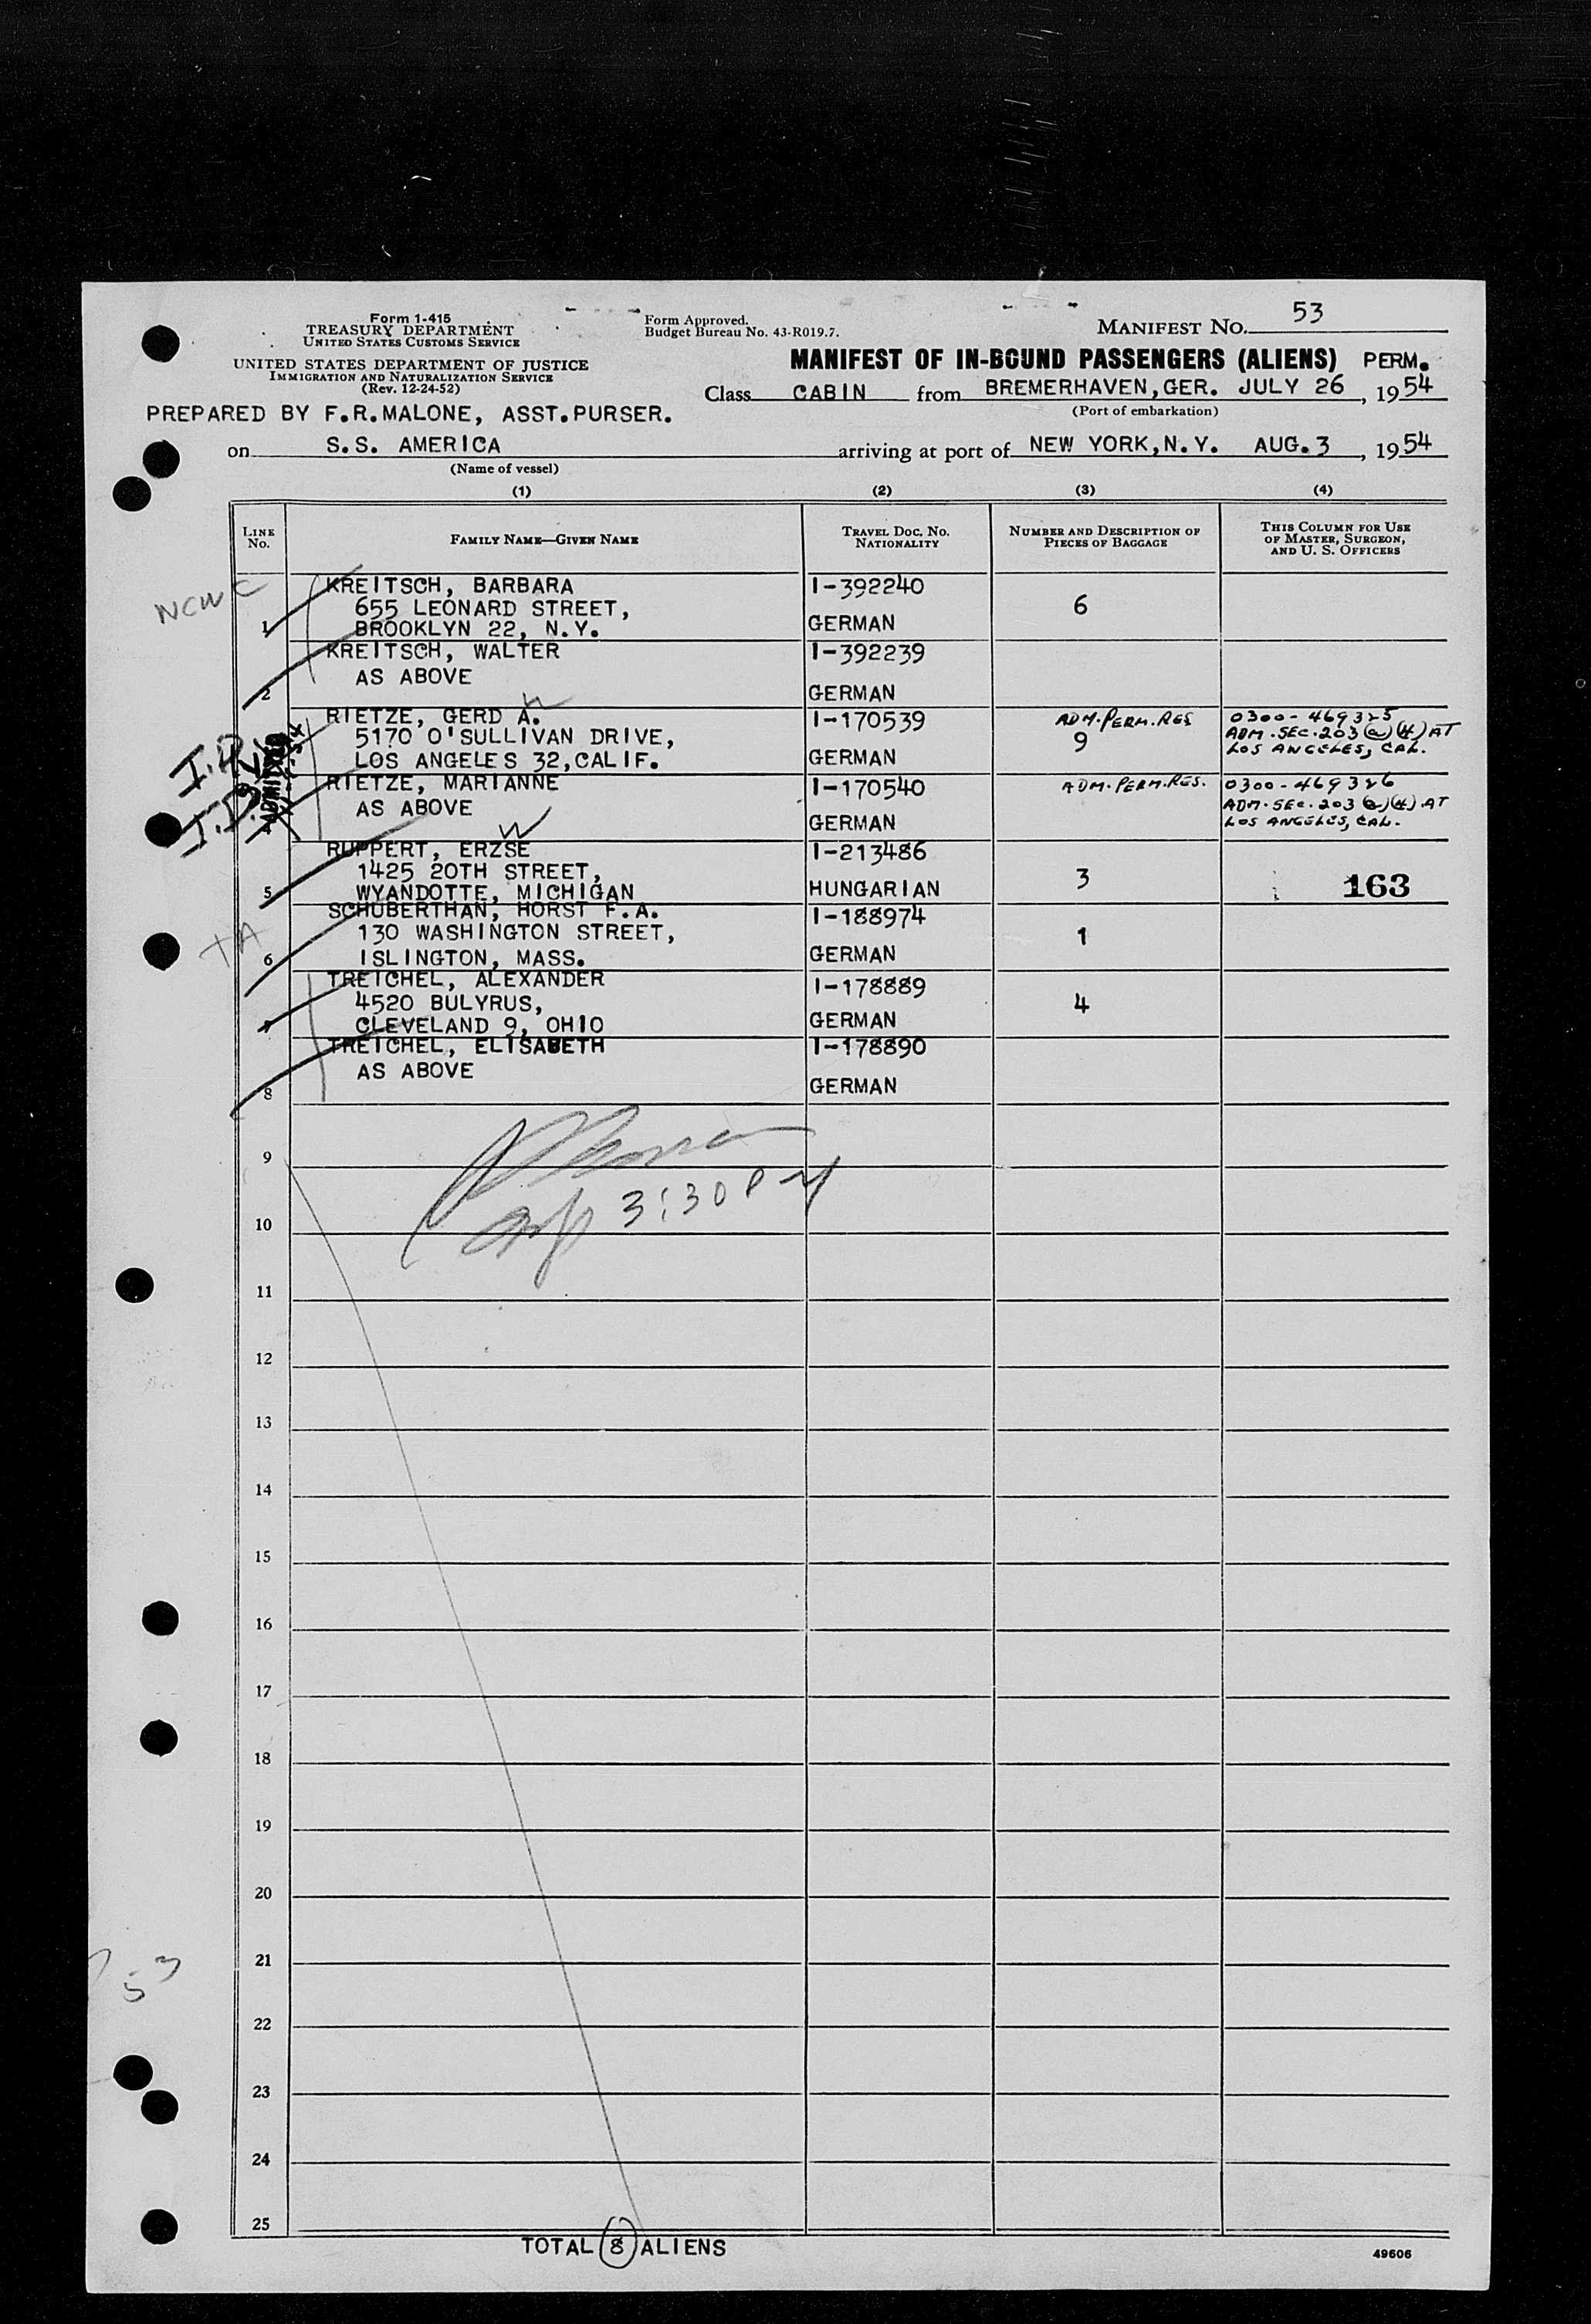 Form 1-415
TREASURY DEPARTMENT
UNITED STATES CUSTOMS SERVICE
Form Approved.
Budget Bureau No. 43-R019.7.
MANIFEST NO. 53
UNITED STATES DEPARTMENT OF JUSTICE
IMMIGRATION AND NATURALIZATION SERVICE
(Rev. 12-24-52)
MANIFEST OF IN-BOUND PASSENGERS (ALIENS) PERM.
Class CABIN from BREMERHAVEN, GER. JULY 26, 1954
(Port of embarkation)
PREPARED BY F.R.MALONE, ASST.PURSER.
on S.S. AMERICA arriving at port of NEW YORK, N.Y. AUG. 3, 1954
(Name of vessel)
(1) (2) (3) (4)
LINE No.
FAMILY NAME—GIVEN NAME
TRAVEL DOC. NO. NATIONALITY
NUMBER AND DESCRIPTION OF PIECES OF BAGGAGE
THIS COLUMN FOR USE OF MASTER, SURGEON, AND U. S. OFFICERS
NCWC
KREITSCH, BARBARA I-392240
655 LEONARD STREET, 6
1 BROOKLYN 22, N.Y. GERMAN
KREITSCH, WALTER I-392239
AS ABOVE
2 GERMAN
RIETZE, GERD A. I-170539 ADM. PERM. RES 0300-469325
5170 O'SULLIVAN DRIVE, 9 ADM. SEC. 203 (a)(4) AT
LOS ANGELES 32, CALIF. GERMAN LOS ANGELES, CAL.
ADMITTED
RIETZE, MARIANNE I-170540 ADM. PERM. RES. 0300-469326
AS ABOVE ADM. SEC. 203 (a)(4) AT
4 GERMAN LOS ANGELES, CAL.
RUPPERT, ERZSE I-213486
1425 20TH STREET, 3
5 WYANDOTTE, MICHIGAN HUNGARIAN 163
SCHUBERTHAN, HORST F.A. I-188974
TA
130 WASHINGTON STREET, 1
6 ISLINGTON, MASS. GERMAN
TREICHEL, ALEXANDER I-178889
4520 BULYRUS, 4
7 CLEVELAND 9, OHIO GERMAN
TREICHEL, ELISABETH I-178890
AS ABOVE
8 GERMAN
9
3:30 PM
10
11
12
13
14
15
16
17
18
19
20
21
53
22
23
24
25
TOTAL 8 ALIENS
49606